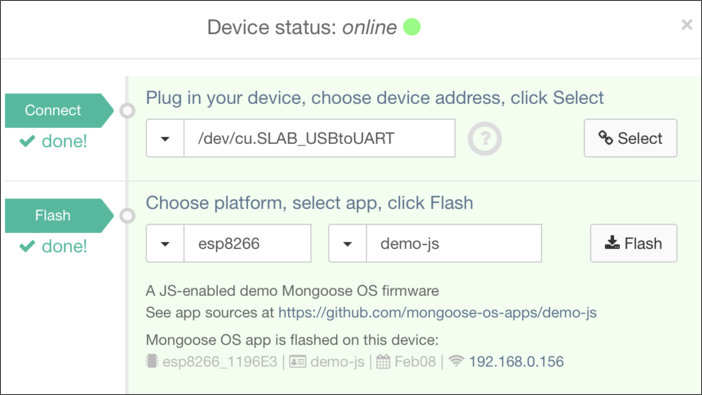 Device status: online
×
Connect
done!
Plug in your device, choose device address, click Select
/dev/cu.SLAB_USBtoUART
?
Select
Flash
done!
Choose platform, select app, click Flash
esp8266
demo-js
Flash
A JS-enabled demo Mongoose OS firmware
See app sources at https://github.com/mongoose-os-apps/demo-js
Mongoose OS app is flashed on this device:
esp8266_1196E3 | demo-js | Feb08 | 192.168.0.156